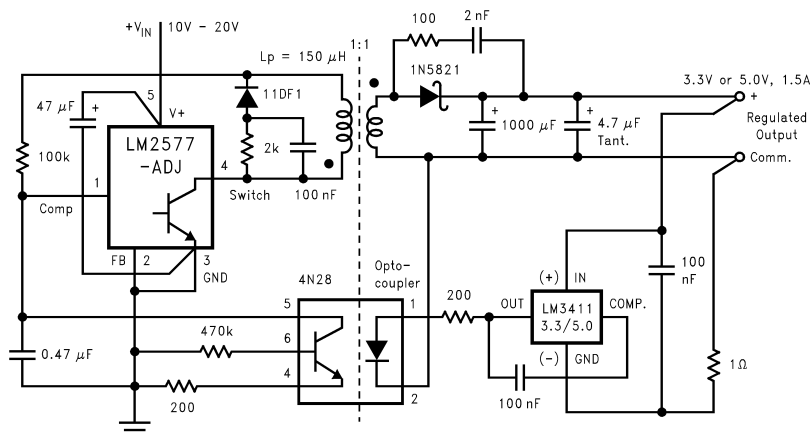 +VIN 10V - 20V
Lp = 150 μH
1:1
100
2 nF
1N5821
3.3V or 5.0V, 1.5A
+
Regulated
Output
Comm.
47 μF
+
5
V+
11DF1
LM2577
-ADJ
100k
2k
100 nF
4
Switch
1
Comp
+
1000 μF
+
4.7 μF
Tant.
FB
2
3
GND
4N28
Opto-
coupler
5
1
6
4
2
470k
200
0.47 μF
200
OUT
(+)
IN
LM3411
3.3/5.0
COMP.
(-)
GND
100 nF
100
nF
1Ω